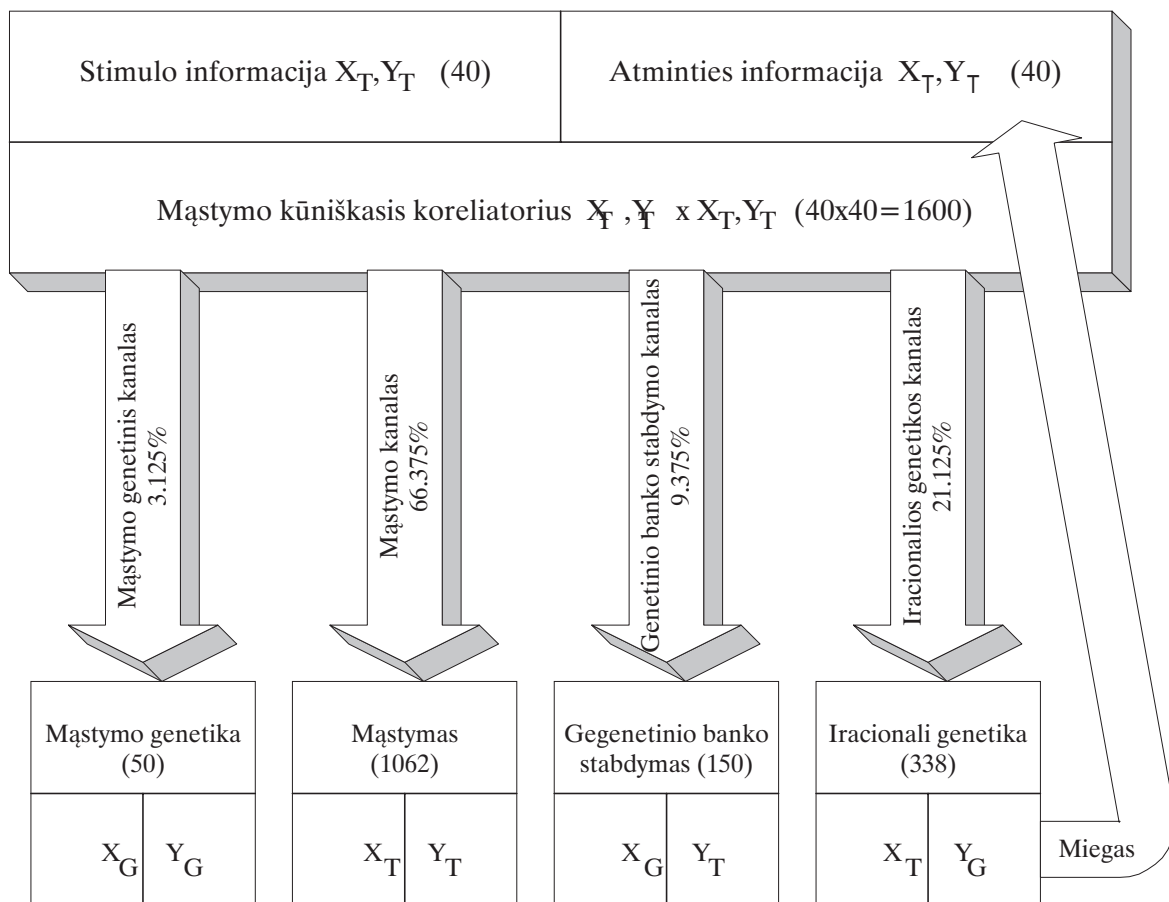 Stimulo informacija X_T,Y_T (40)
Atminties informacija X_T,Y_T (40)
Mąstymo kūniškasis koreliatorius X_T ,Y_T x X_T,Y_T (40x40=1600)
Mąstymo genetinis kanalas
3.125%
Mąstymo kanalas
66.375%
Genetinio banko stabdymo kanalas
9.375%
Iracionalios genetikos kanalas
21.125%
Mąstymo genetika
(50)
Mąstymas
(1062)
Gegenetinio banko
stabdymas (150)
Iracionali genetika
(338)
X_G Y_G
X_T Y_T
X_G Y_T
X_T Y_G
Miegas